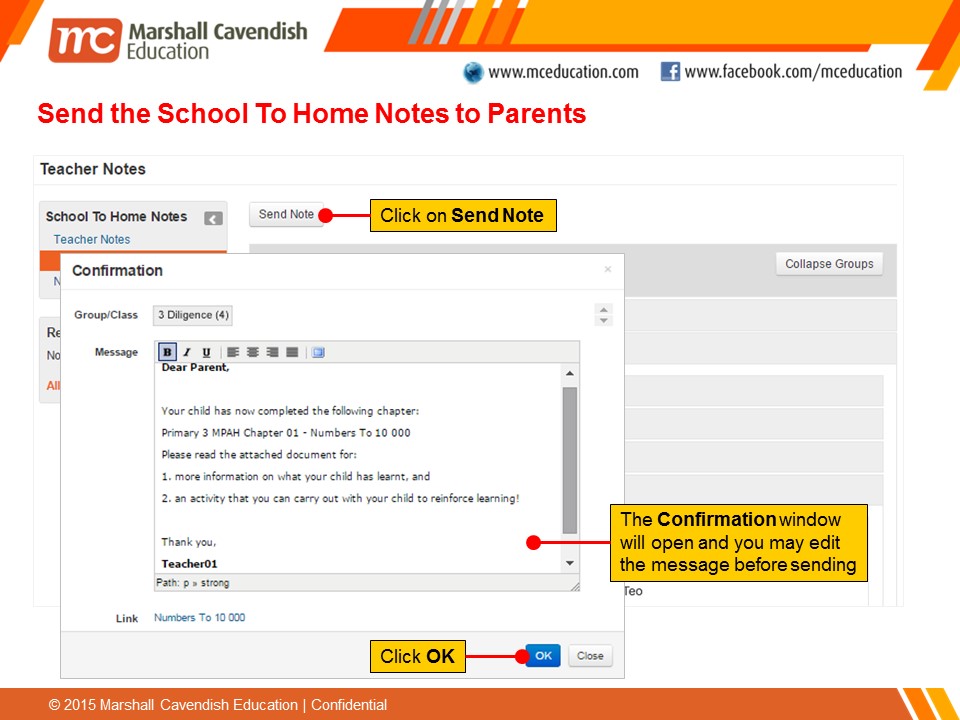 mc Marshall Cavendish
Education
www.mceducation.com
www.facebook.com/mceducation
Send the School To Home Notes to Parents
Teacher Notes
School To Home Notes
Send Note
Click on Send Note
Teacher Notes
Collapse Groups
Confirmation
Group/Class 3 Diligence (4)
Message
B I U
Dear Parent,
Your child has now completed the following chapter:
Primary 3 MPAH Chapter 01 - Numbers To 10 000
Please read the attached document for:
1. more information on what your child has learnt, and
2. an activity that you can carry out with your child to reinforce learning!
Thank you,
Teacher01
Path: p » strong
The Confirmation window
will open and you may edit
the message before sending
Teo
Link Numbers To 10 000
Click OK
OK
Close
© 2015 Marshall Cavendish Education | Confidential